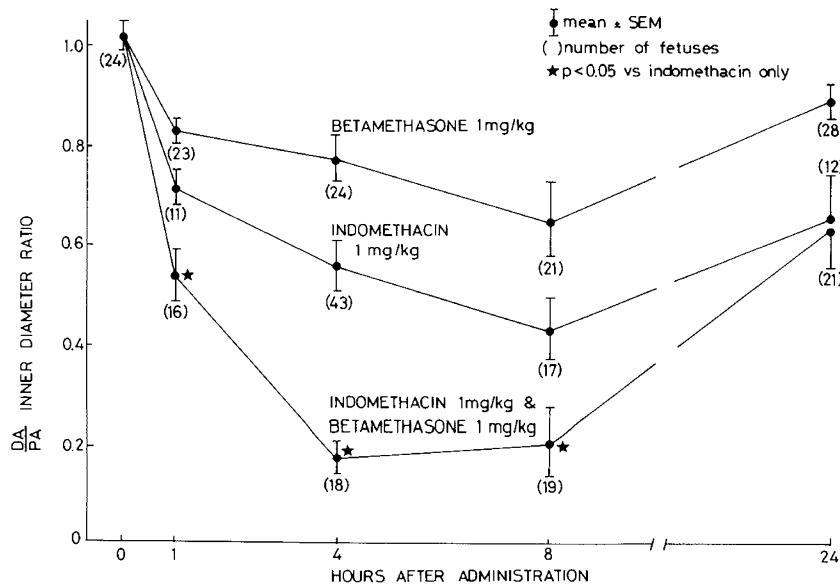 mean ± SEM
( ) number of fetuses
★ p<0.05 vs indomethacin only
1.0
0.8
0.6
0.4
0.2
0
DA/PA INNER DIAMETER RATIO
(24)
(23)
(24)
(21)
(28)
BETAMETHASONE 1mg/kg
(11)
(43)
(17)
(12)
INDOMETHACIN
1 mg/kg
(16)
(18)
(19)
(21)
INDOMETHACIN 1mg/kg &
BETAMETHASONE 1 mg/kg
0 1 4 8 24
HOURS AFTER ADMINISTRATION